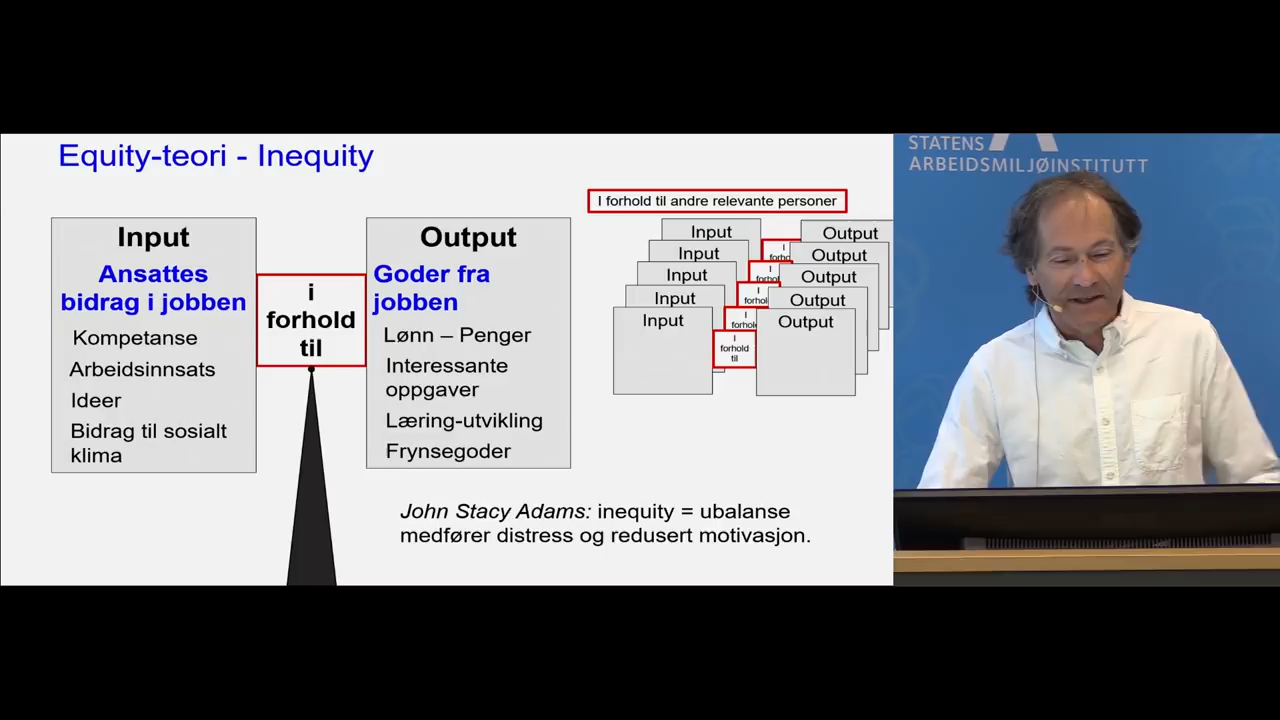 Equity-teori - Inequity
Input
Ansattes
bidrag i jobben
Kompetanse
Arbeidsinnsats
Ideer
Bidrag til sosialt
klima
i
forhold
til
Output
Goder fra
jobben
Lønn – Penger
Interessante
oppgaver
Læring-utvikling
Frynsegoder
I forhold til andre relevante personer
Input
Output
I
Input
Output
Input
Output
Input
Output
Input
Output
I
forhold
til
John Stacy Adams: inequity = ubalanse
medfører distress og redusert motivasjon.
STATENS
ARBEIDSMILJØINSTITUTT